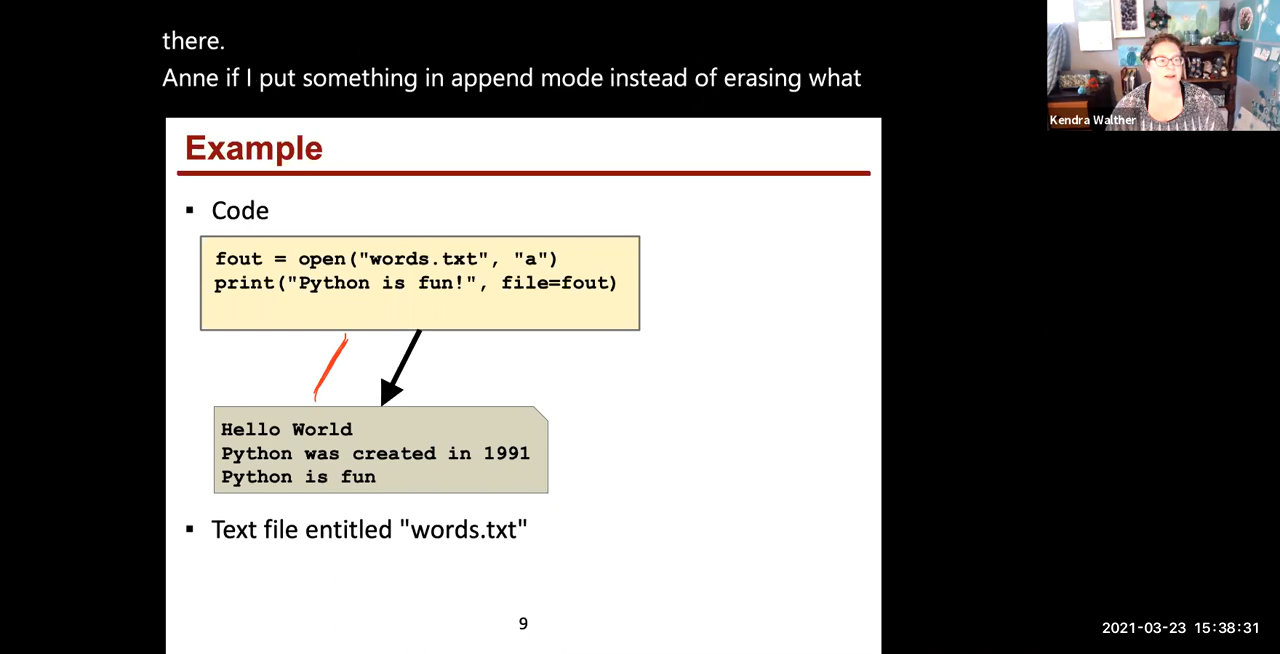 there.
Anne if I put something in append mode instead of erasing what
Kendra Walther
Example
▪ Code
fout = open("words.txt", "a")
print("Python is fun!", file=fout)
Hello World
Python was created in 1991
Python is fun
▪ Text file entitled "words.txt"
9
2021-03-23 15:38:31